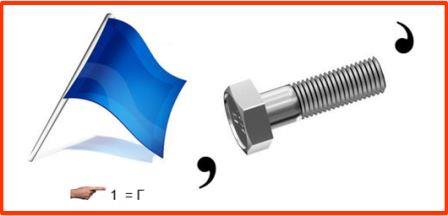 ,
’
1 = Г